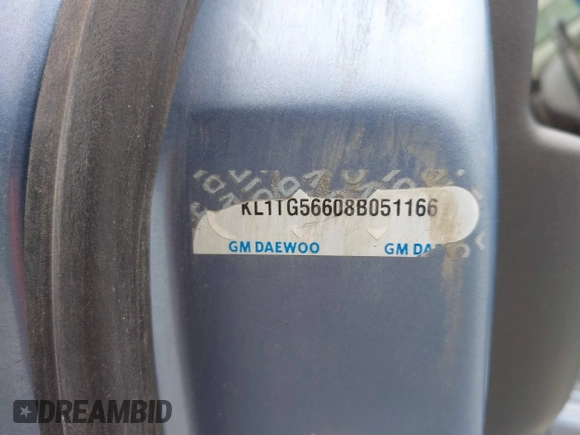 KL1TG56608B051166
GM DAEWOO GM DA
DREAMBID